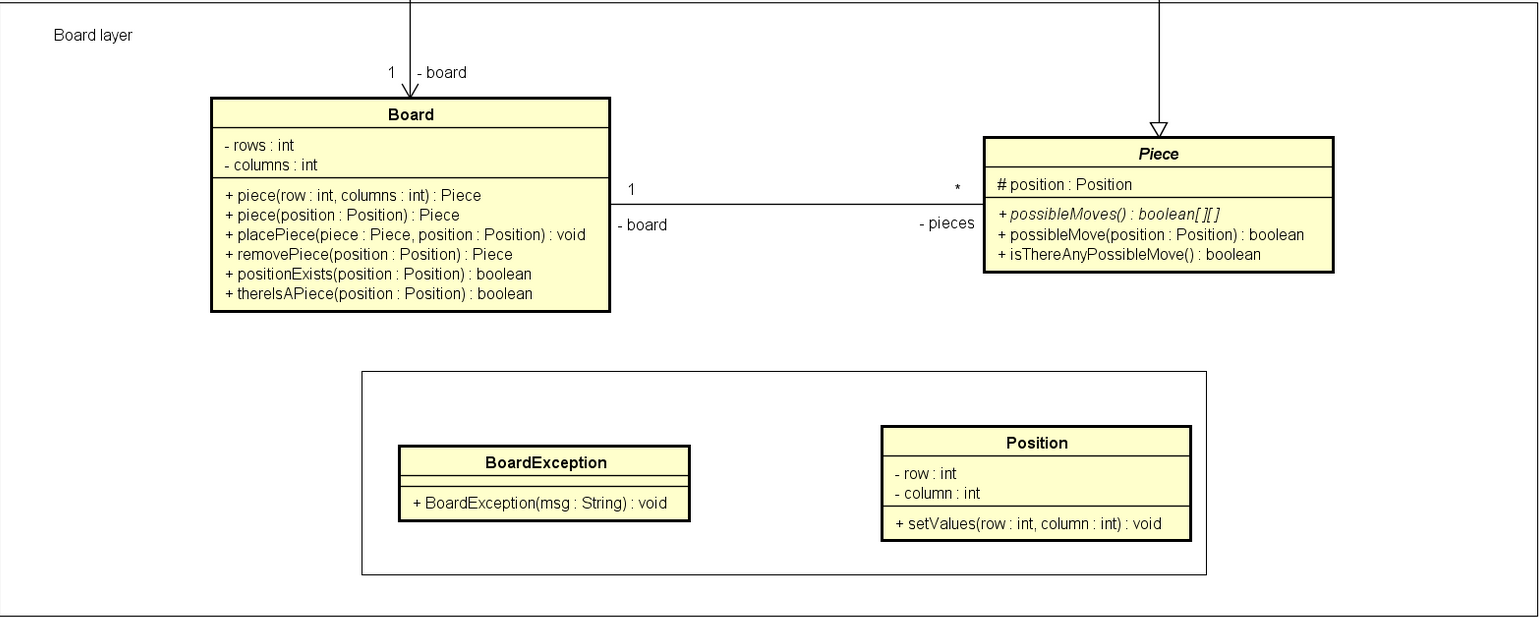 Board layer
1 - board
Board
- rows : int
- columns : int
+ piece(row : int, columns : int) : Piece
+ piece(position : Position) : Piece
+ placePiece(piece : Piece, position : Position) : void
+ removePiece(position : Position) : Piece
+ positionExists(position : Position) : boolean
+ thereIsAPiece(position : Position) : boolean
1
- board
*
- pieces
Piece
# position : Position
+ possibleMoves() : boolean[][]
+ possibleMove(position : Position) : boolean
+ isThereAnyPossibleMove() : boolean
BoardException
+ BoardException(msg : String) : void
Position
- row : int
- column : int
+ setValues(row : int, column : int) : void